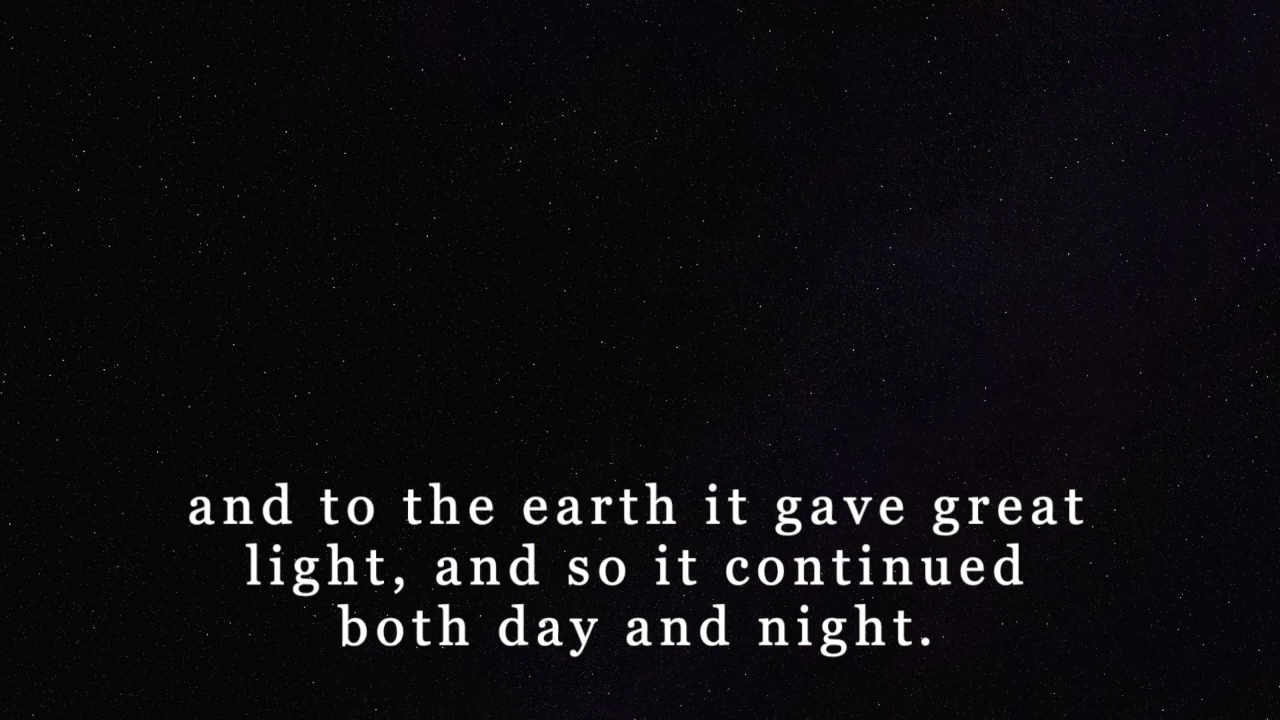 and to the earth it gave great
light, and so it continued
both day and night.